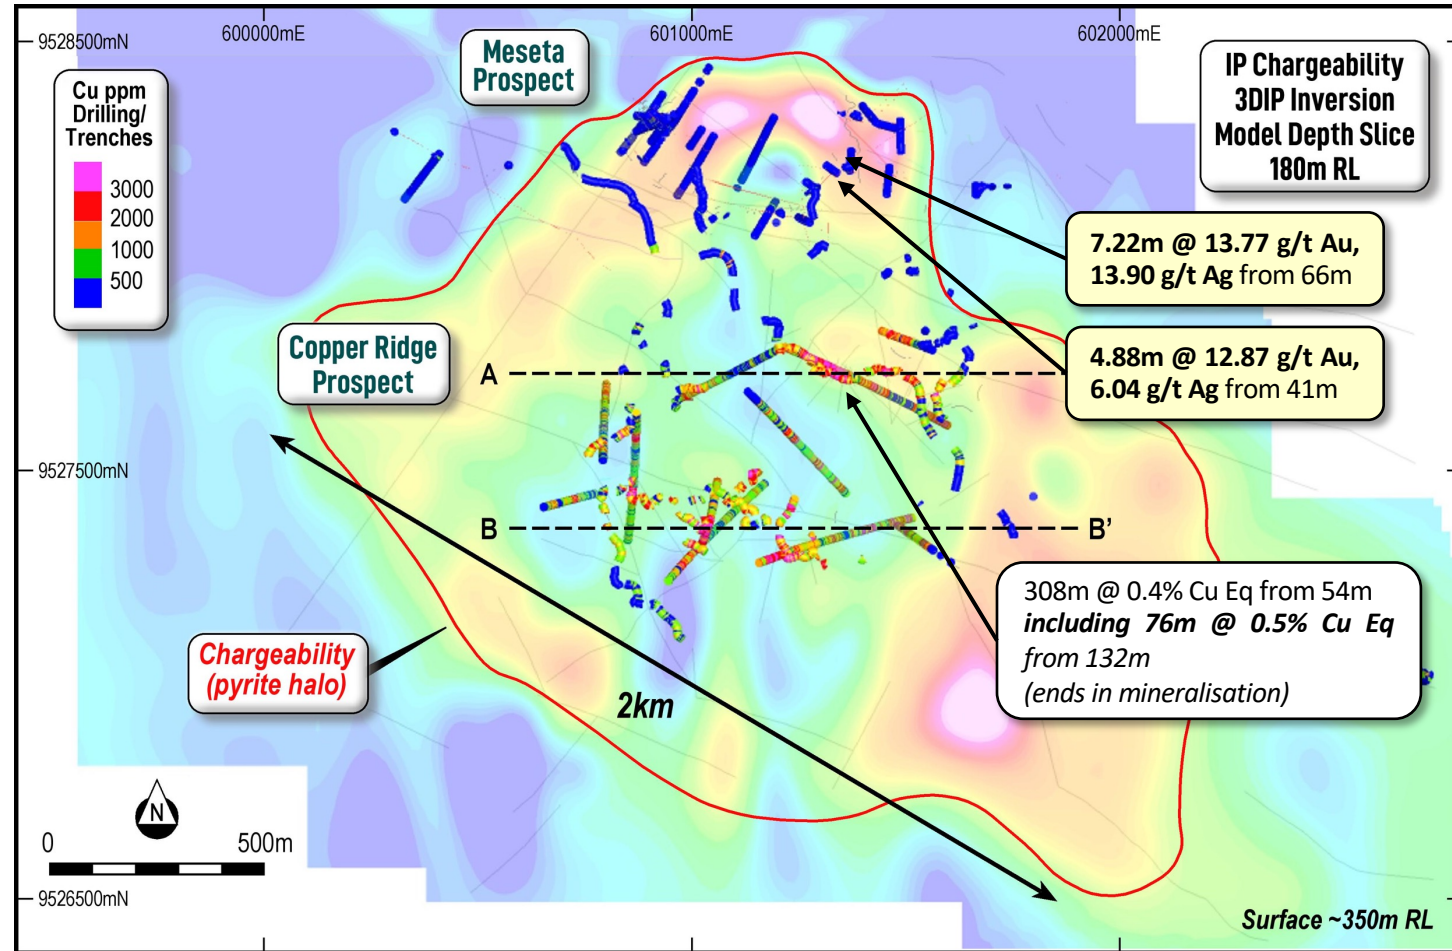 600000mE
601000mE
602000mE
9528500mN
9527500mN
9526500mN
Cu ppm
Drilling/
Trenches
3000
2000
1000
500
Meseta
Prospect
IP Chargeability
3DIP Inversion
Model Depth Slice
180m RL
7.22m @ 13.77 g/t Au,
13.90 g/t Ag from 66m
4.88m @ 12.87 g/t Au,
6.04 g/t Ag from 41m
Copper Ridge
Prospect
A
B
B'
308m @ 0.4% Cu Eq from 54m
including 76m @ 0.5% Cu Eq
from 132m
(ends in mineralisation)
Chargeability
(pyrite halo)
2km
N
0
500m
Surface ~350m RL